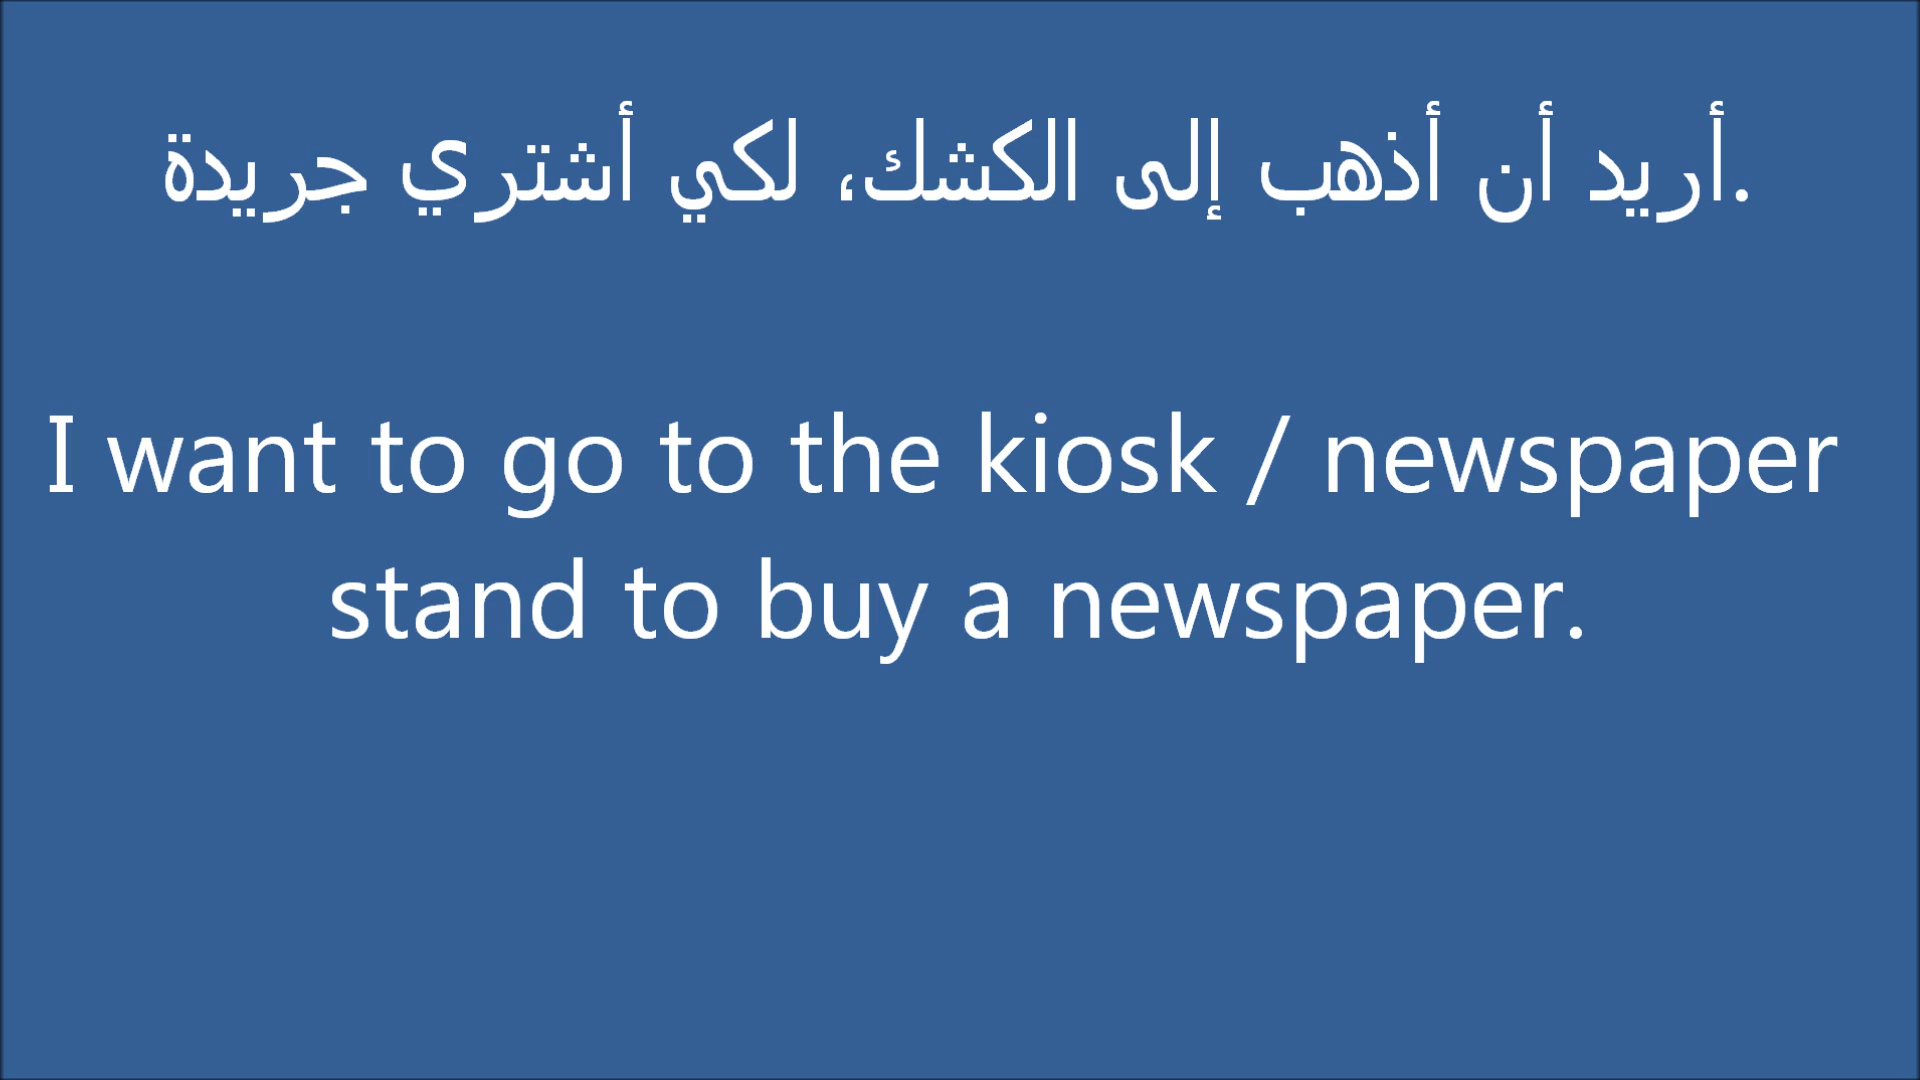 أريد أن أذهب إلى الكشك، لكي أشتري جريدة.
I want to go to the kiosk / newspaper
stand to buy a newspaper.